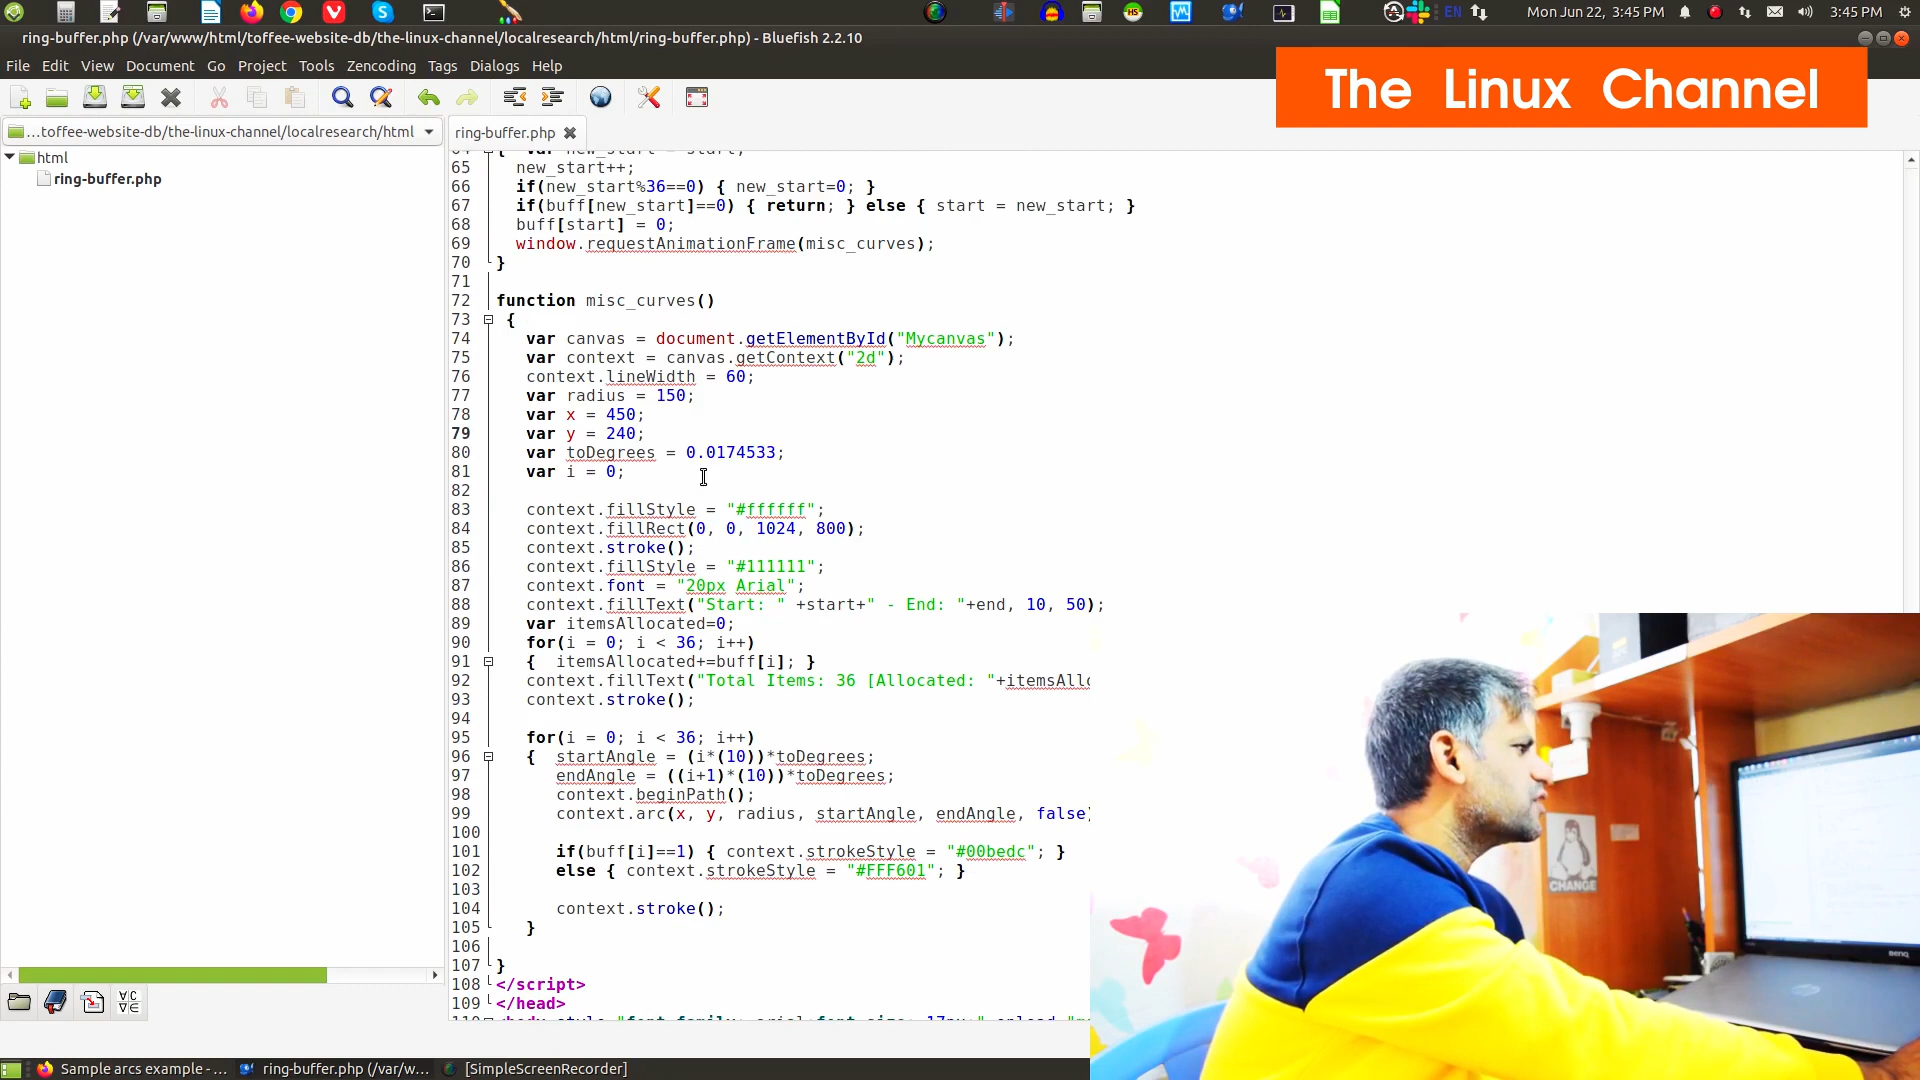 EN
Mon Jun 22, 3:45 PM
3:45 PM
ring-buffer.php (/var/www/html/toffee-website-db/the-linux-channel/localresearch/html/ring-buffer.php) - Bluefish 2.2.10
File Edit View Document Go Project Tools Zencoding Tags Dialogs Help
The Linux Channel
...toffee-website-db/the-linux-channel/localresearch/html
ring-buffer.php
html
ring-buffer.php
64 { var new_start = start;
65 new_start++;
66 if(new_start%36==0) { new_start=0; }
67 if(buff[new_start]==0) { return; } else { start = new_start; }
68 buff[start] = 0;
69 window.requestAnimationFrame(misc_curves);
70 }
71
72 function misc_curves()
73 {
74 var canvas = document.getElementById("Mycanvas");
75 var context = canvas.getContext("2d");
76 context.lineWidth = 60;
77 var radius = 150;
78 var x = 450;
79 var y = 240;
80 var toDegrees = 0.0174533;
81 var i = 0;
82
83 context.fillStyle = "#ffffff";
84 context.fillRect(0, 0, 1024, 800);
85 context.stroke();
86 context.fillStyle = "#111111";
87 context.font = "20px Arial";
88 context.fillText("Start: " +start+" - End: "+end, 10, 50);
89 var itemsAllocated=0;
90 for(i = 0; i < 36; i++)
91 { itemsAllocated+=buff[i]; }
92 context.fillText("Total Items: 36 [Allocated: "+itemsAllo
93 context.stroke();
94
95 for(i = 0; i < 36; i++)
96 { startAngle = (i*(10))*toDegrees;
97 endAngle = ((i+1)*(10))*toDegrees;
98 context.beginPath();
99 context.arc(x, y, radius, startAngle, endAngle, false)
100
101 if(buff[i]==1) { context.strokeStyle = "#00bedc"; }
102 else { context.strokeStyle = "#FFF601"; }
103
104 context.stroke();
105 }
106
107 }
108 </script>
109 </head>
CHANGE
BenQ
Sample arcs example - ...
ring-buffer.php (/var/w...
[SimpleScreenRecorder]